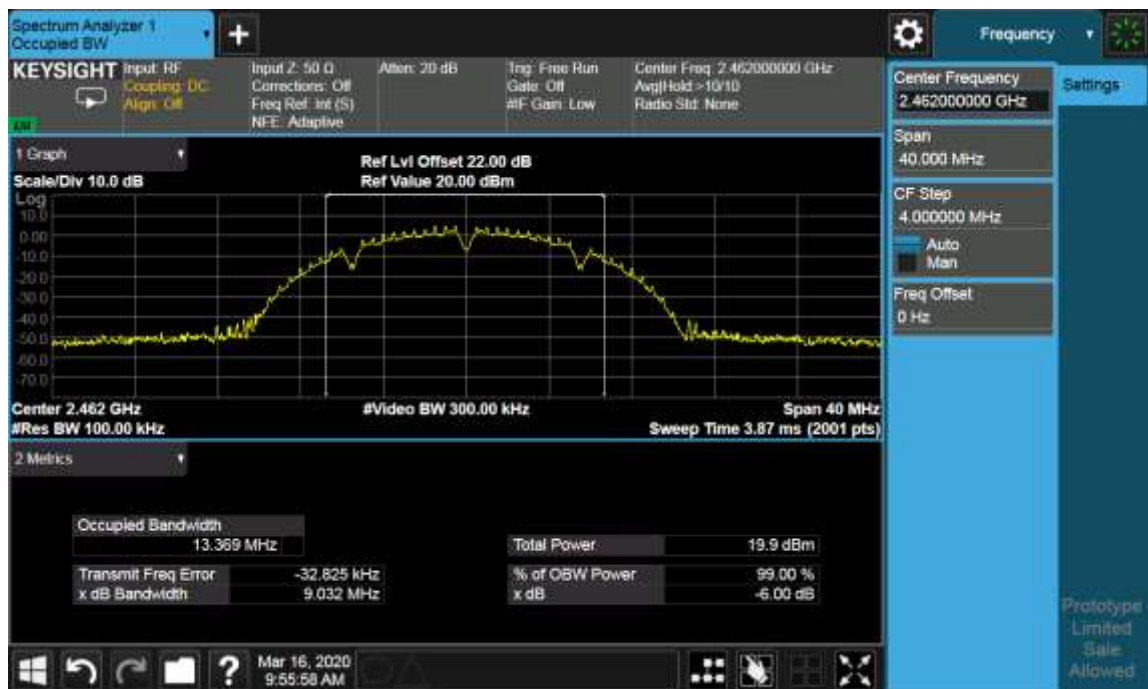 Spectrum Analyzer 1
Occupied BW
Frequency
KEYSIGHT
Input: RF
Coupling: DC
Align: Off
Input Z: 50 Ω
Corrections: Off
Freq Ref: Int (S)
NFE: Adaptive
Atten: 20 dB
Trig: Free Run
Gate: Off
#IF Gain: Low
Center Freq: 2.462000000 GHz
Avg|Hold:>10/10
Radio Std: None
1 Graph
Scale/Div 10.0 dB
Ref Lvl Offset 22.00 dB
Ref Value 20.00 dBm
Log
10.0
0.00
-10.0
-20.0
-30.0
-40.0
-50.0
-60.0
-70.0
Center 2.462 GHz
#Video BW 300.00 kHz
Span 40 MHz
#Res BW 100.00 kHz
Sweep Time 3.87 ms (2001 pts)
2 Metrics
Occupied Bandwidth
13.369 MHz
Total Power 19.9 dBm
Transmit Freq Error -32.825 kHz
% of OBW Power 99.00 %
x dB Bandwidth 9.032 MHz
x dB -6.00 dB
Mar 16, 2020
9:55:58 AM
Center Frequency
2.462000000 GHz
Settings
Span
40.000 MHz
CF Step
4.000000 MHz
Auto
Man
Freq Offset
0 Hz
Prototype
Limited
Sale
Allowed